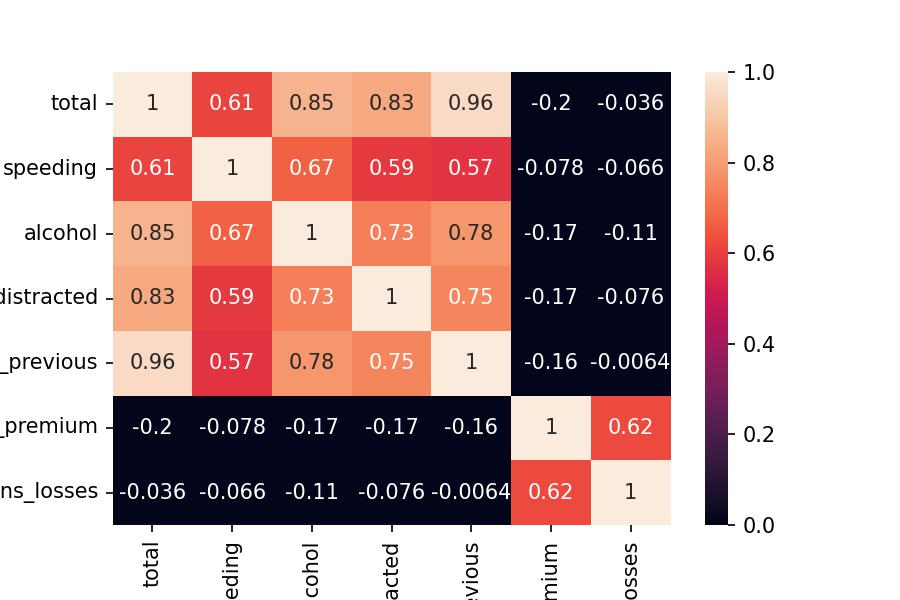 total 1 0.61 0.85 0.83 0.96 -0.2 -0.036 1.0
speeding 0.61 1 0.67 0.59 0.57 -0.078 -0.066 0.8
alcohol 0.85 0.67 1 0.73 0.78 -0.17 -0.11
distracted 0.83 0.59 0.73 1 0.75 -0.17 -0.076 0.6
_previous 0.96 0.57 0.78 0.75 1 -0.16 -0.0064 0.4
_premium -0.2 -0.078 -0.17 -0.17 -0.16 1 0.62 0.2
ns_losses -0.036 -0.066 -0.11 -0.076 -0.0064 0.62 1 0.0
total eding cohol acted vious mium osses